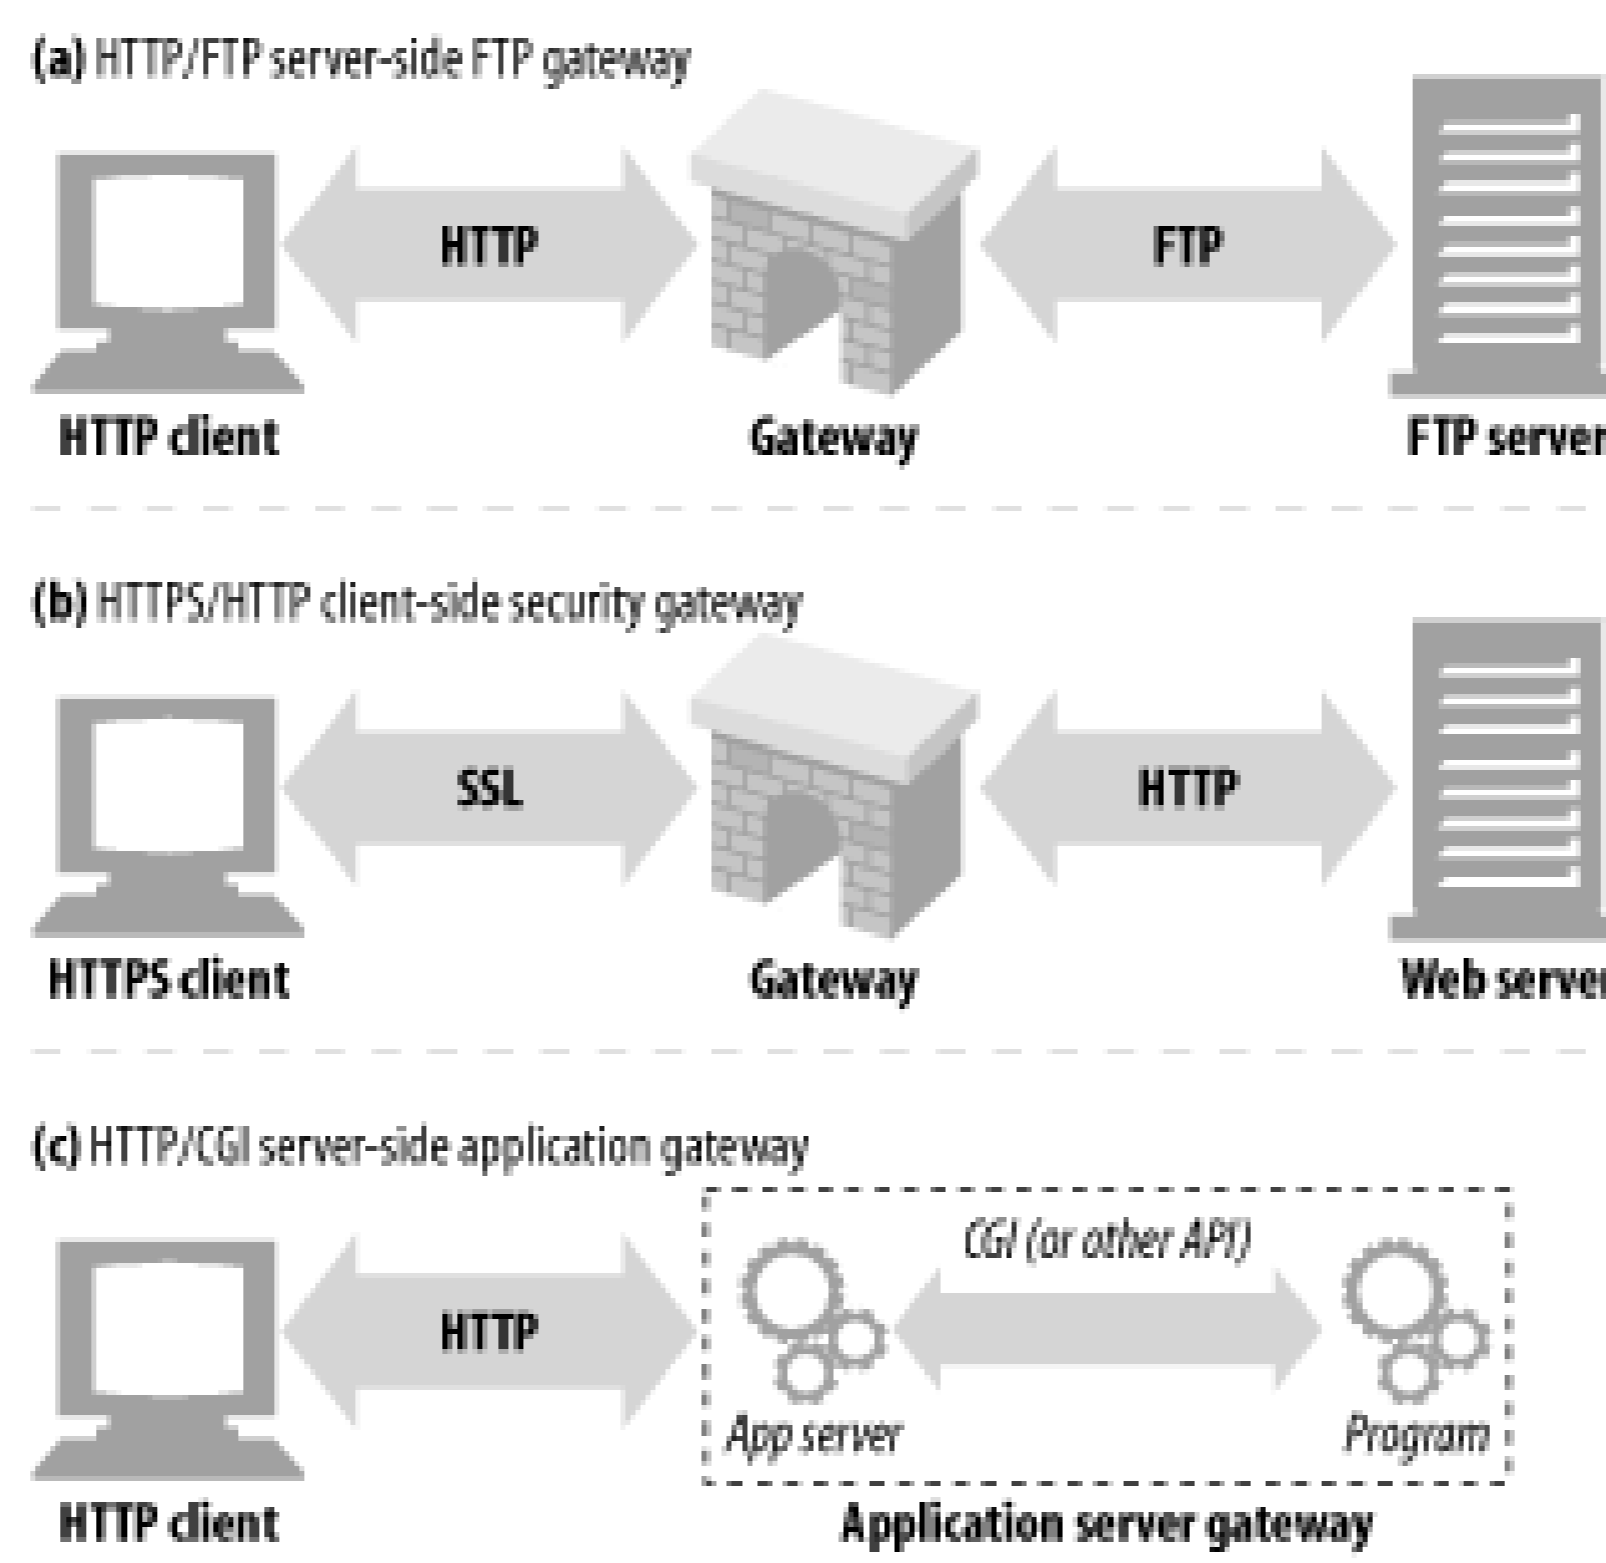 (a) HTTP/FTP server-side FTP gateway
HTTP
FTP
HTTP client
Gateway
FTP server
(b) HTTPS/HTTP client-side security gateway
SSL
HTTP
HTTPS client
Gateway
Web server
(c) HTTP/CGI server-side application gateway
CGI (or other API)
HTTP
App server
Program
HTTP client
Application server gateway